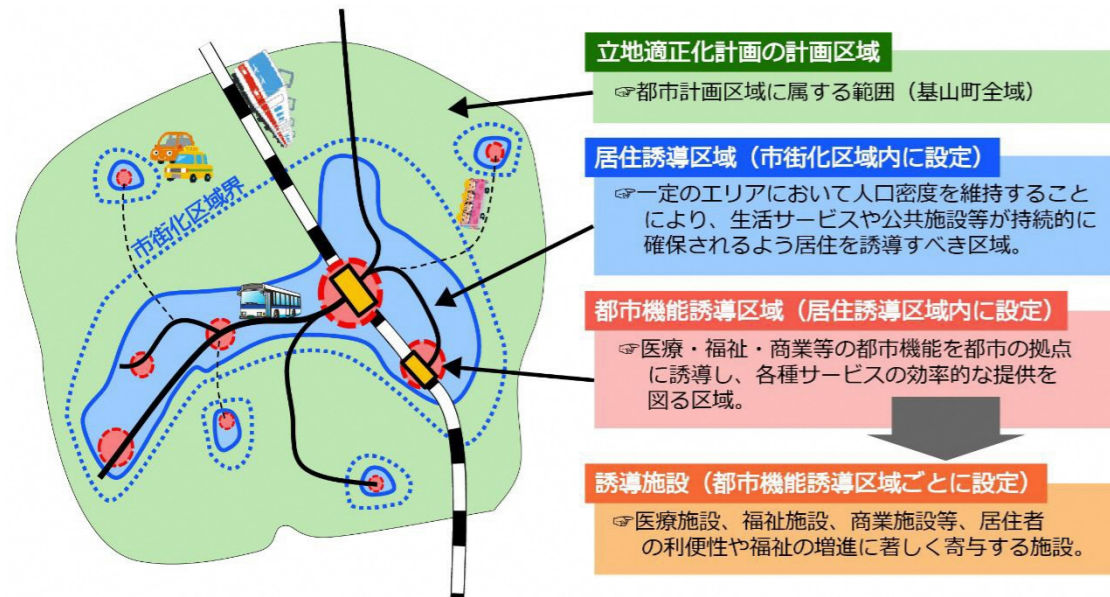 立地適正化計画の計画区域
☞都市計画区域に属する範囲（基山町全域）
居住誘導区域（市街化区域内に設定）
☞一定のエリアにおいて人口密度を維持すること
により、生活サービスや公共施設等が持続的に
確保されるよう居住を誘導すべき区域。
市街化区域界
都市機能誘導区域（居住誘導区域内に設定）
☞医療・福祉・商業等の都市機能を都市の拠点
に誘導し、各種サービスの効率的な提供を
図る区域。
誘導施設（都市機能誘導区域ごとに設定）
☞医療施設、福祉施設、商業施設等、居住者
の利便性や福祉の増進に著しく寄与する施設。